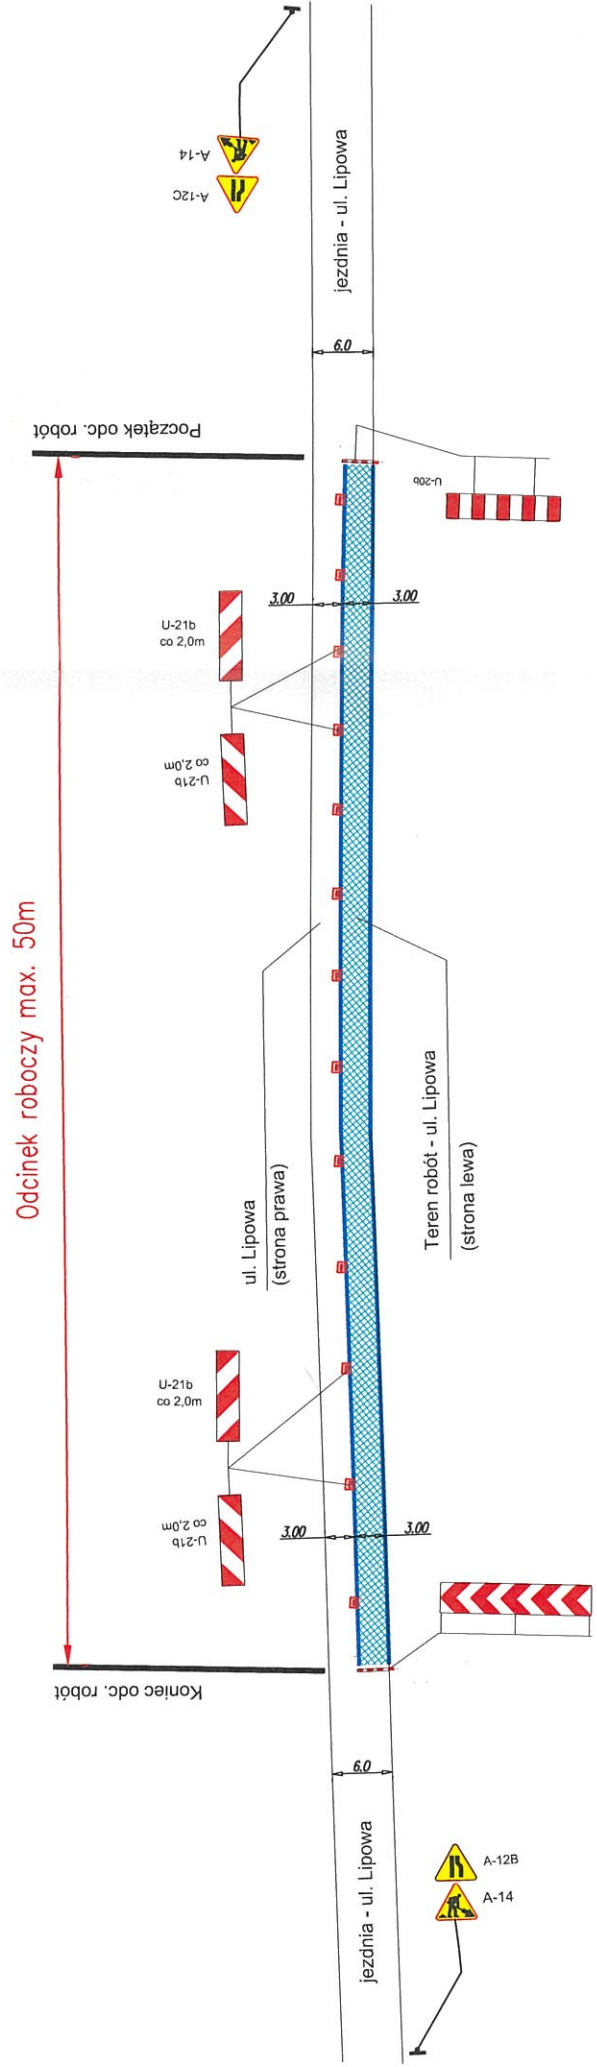 A-14
A-12C
jezdnia - ul. Lipowa
6.0
Początek odc. robót
U-20b
3.00
3.00
U-21b
co 2,0m
U-21b
co 2,0m
Odcinek roboczy max. 50m
ul. Lipowa
(strona prawa)
Teren robót - ul. Lipowa
(strona lewa)
U-21b
co 2,0m
U-21b
co 2,0m
3.00
3.00
Koniec odc. robót
6.0
jezdnia - ul. Lipowa
A-12B
A-14